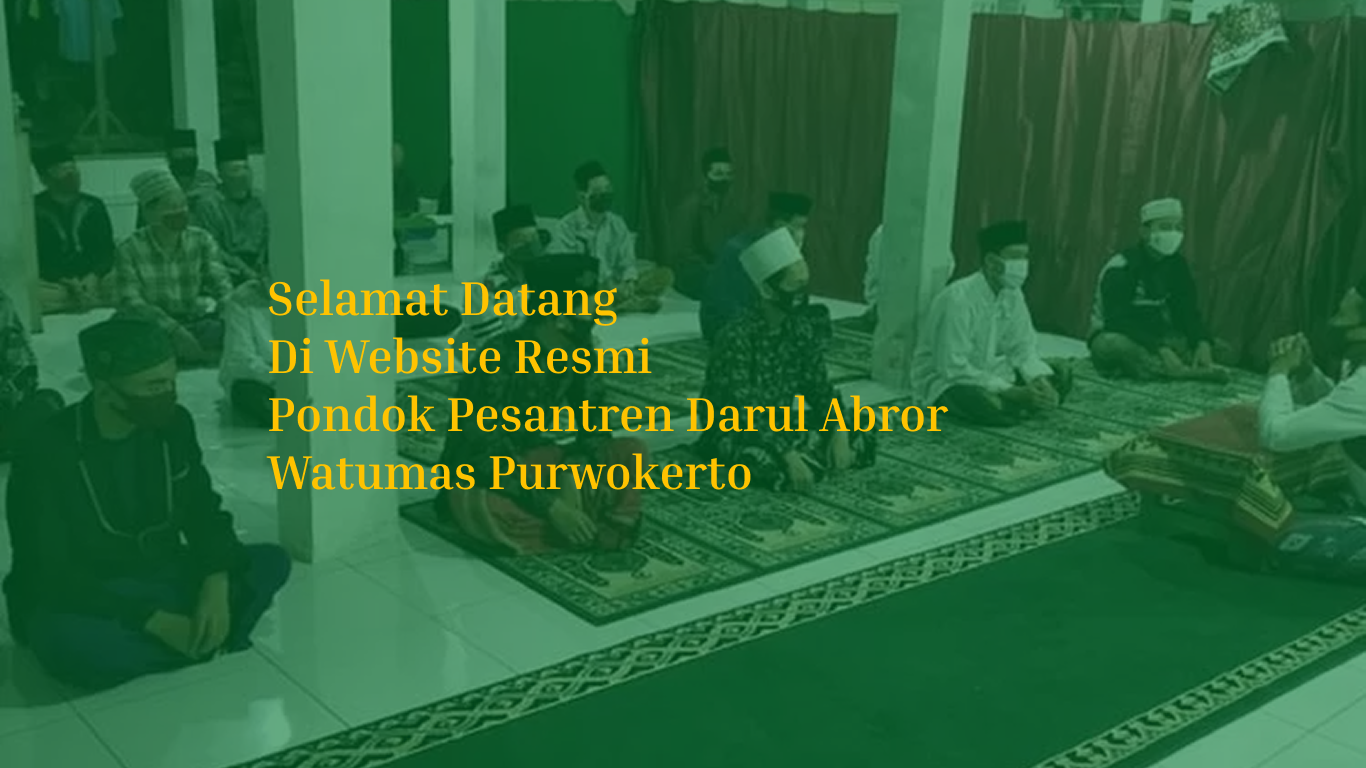 Selamat Datang
Di Website Resmi
Pondok Pesantren Darul Abror
Watumas Purwokerto